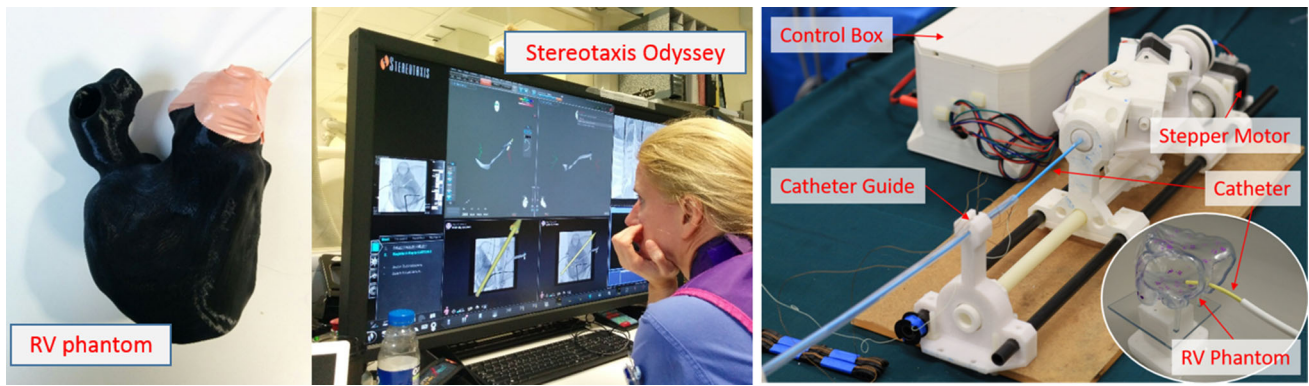 RV phantom
STEREOTAXIS
Stereotaxis Odyssey
Control Box
Stepper Motor
Catheter Guide
Catheter
RV Phantom